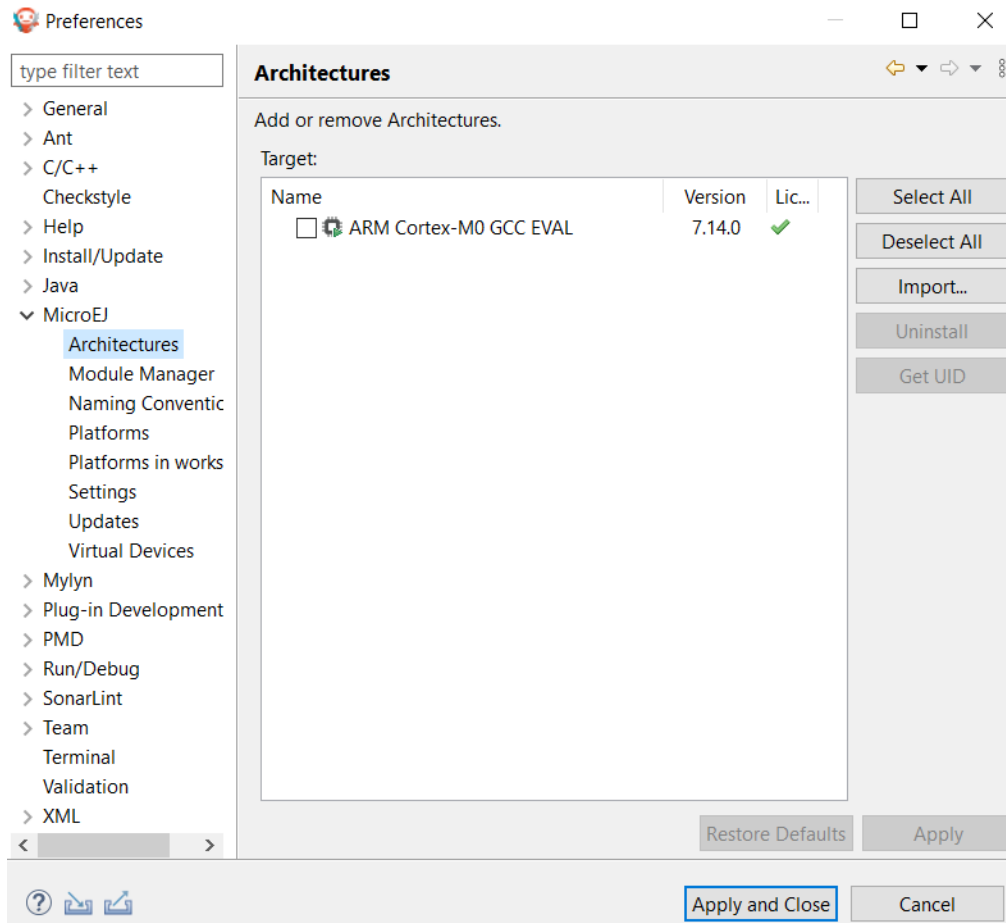 Preferences
type filter text
General
Ant
C/C++
Checkstyle
Help
Install/Update
Java
MicroEJ
Architectures
Module Manager
Naming Conventic
Platforms
Platforms in works
Settings
Updates
Virtual Devices
Mylyn
Plug-in Development
PMD
Run/Debug
SonarLint
Team
Terminal
Validation
XML
Architectures
Add or remove Architectures.
Target:
Name Version Lic...
ARM Cortex-M0 GCC EVAL 7.14.0
Select All
Deselect All
Import...
Uninstall
Get UID
Restore Defaults Apply
Apply and Close Cancel